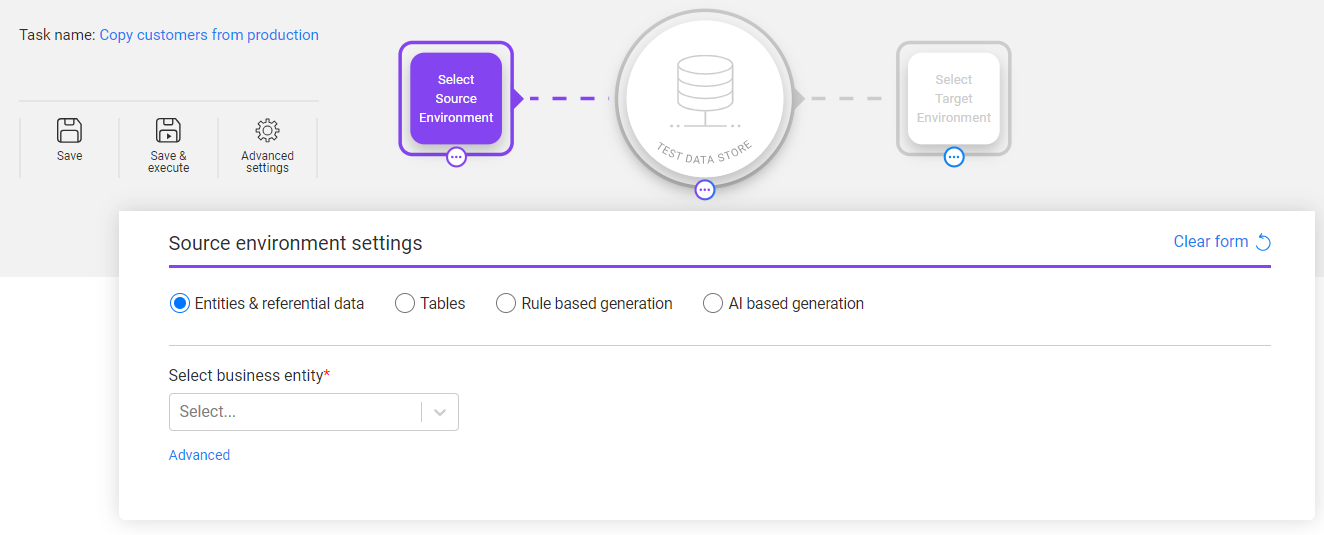 Task name: Copy customers from production
Save
Save &
execute
Advanced
settings
Select
Source
Environment
TEST DATA STORE
Select
Target
Environment
Source environment settings
Clear form
Entities & referential data
Tables
Rule based generation
AI based generation
Select business entity*
Select...
Advanced